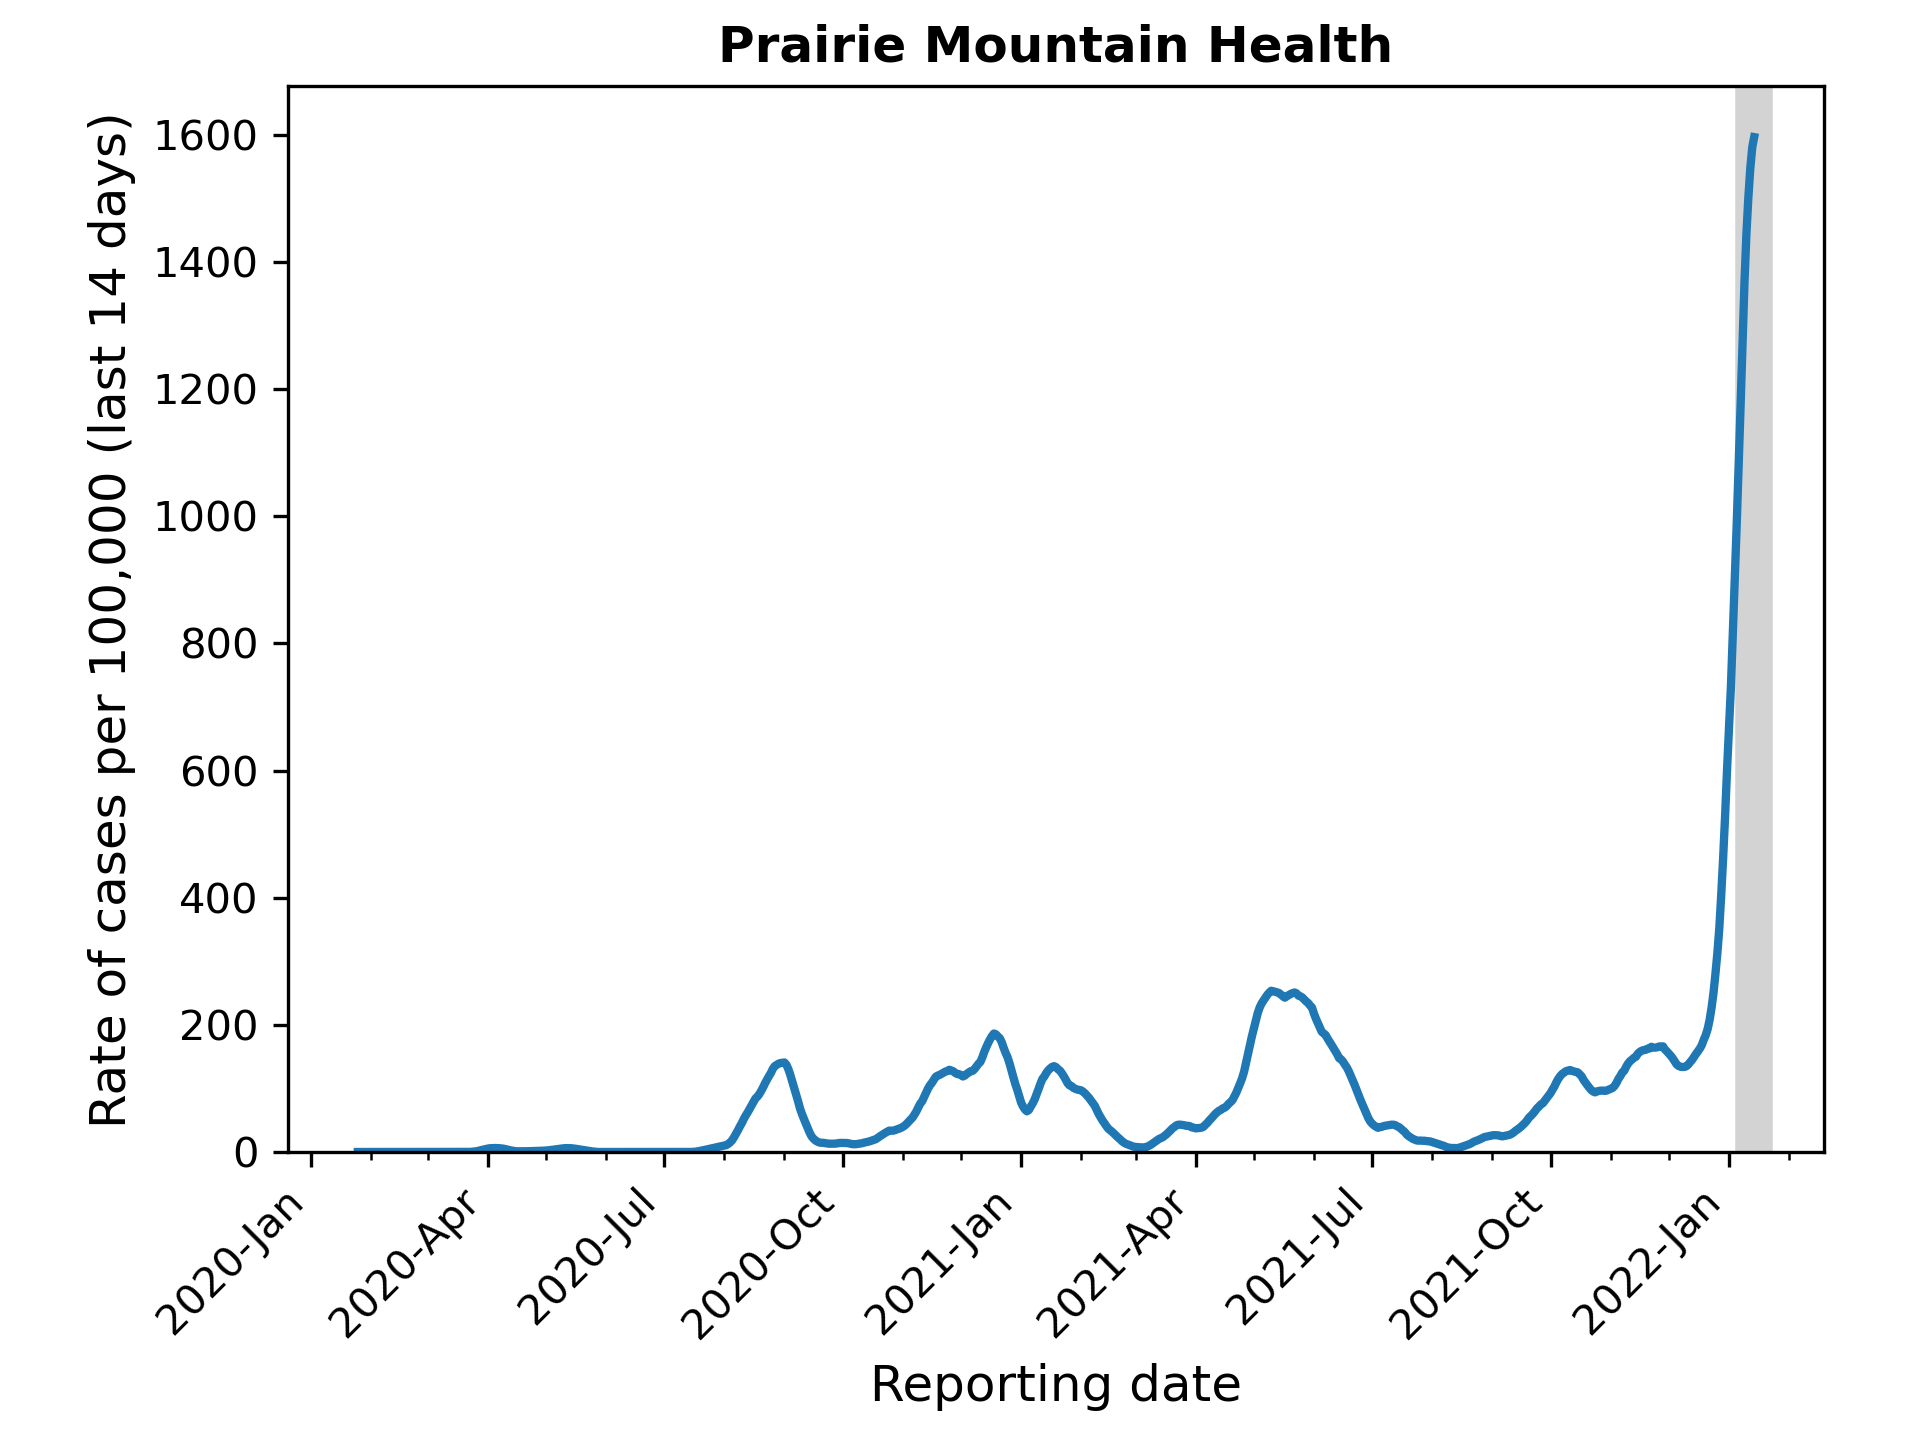 Prairie Mountain Health
Rate of cases per 100,000 (last 14 days)
1600
1400
1200
1000
800
600
400
200
0
2020-Jan
2020-Apr
2020-Jul
2020-Oct
2021-Jan
2021-Apr
2021-Jul
2021-Oct
2022-Jan
Reporting date